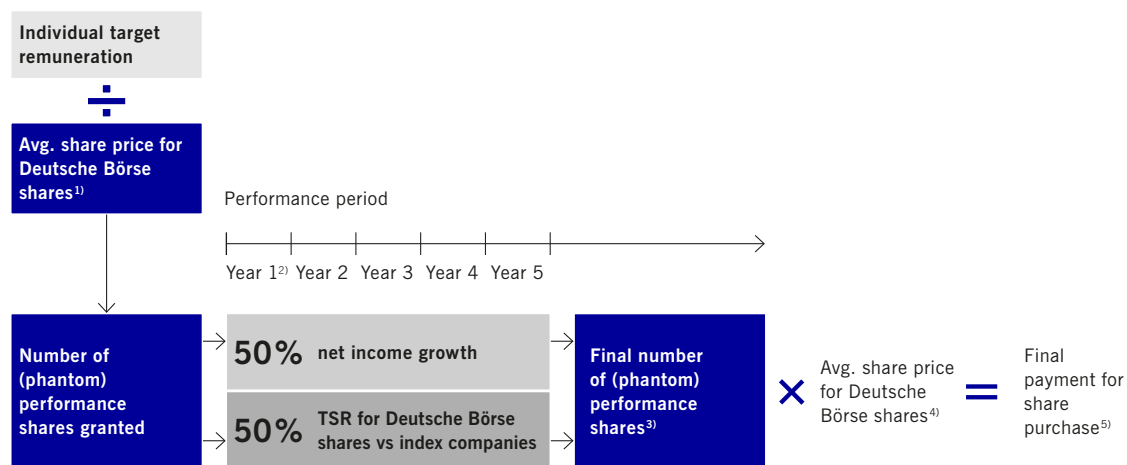 Individual target
remuneration
÷
Avg. share price for
Deutsche Börse
shares1)
Performance period
Year 12) Year 2 Year 3 Year 4 Year 5
Number of
(phantom)
performance
shares granted
50% net income growth
50% TSR for Deutsche Börse
shares vs index companies
Final number
of (phantom)
performance
shares3)
×
Avg. share price
for Deutsche
Börse shares4)
=
Final
payment for
share
purchase5)